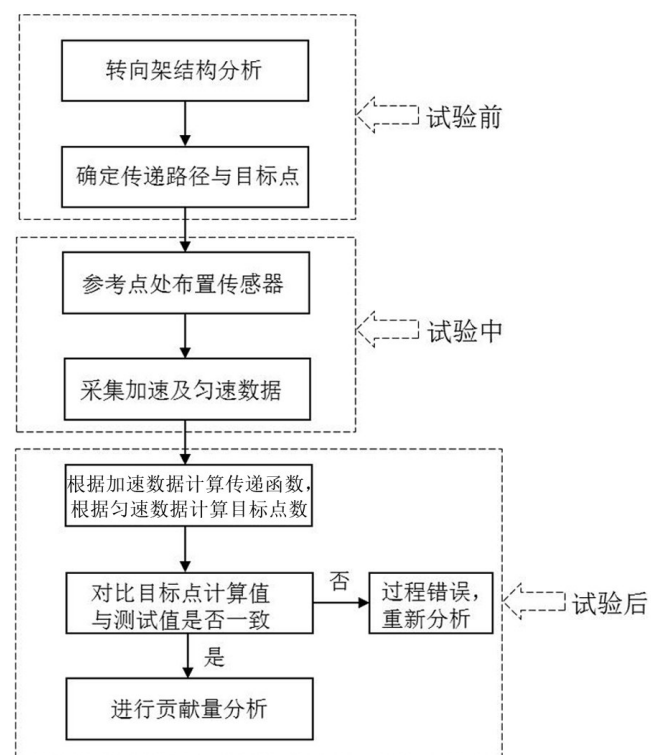 转向架结构分析
试验前
确定传递路径与目标点
参考点处布置传感器
试验中
采集加速及匀速数据
根据加速数据计算传递函数，
根据匀速数据计算目标点数
对比目标点计算值
与测试值是否一致
否
过程错误，
重新分析
试验后
是
进行贡献量分析